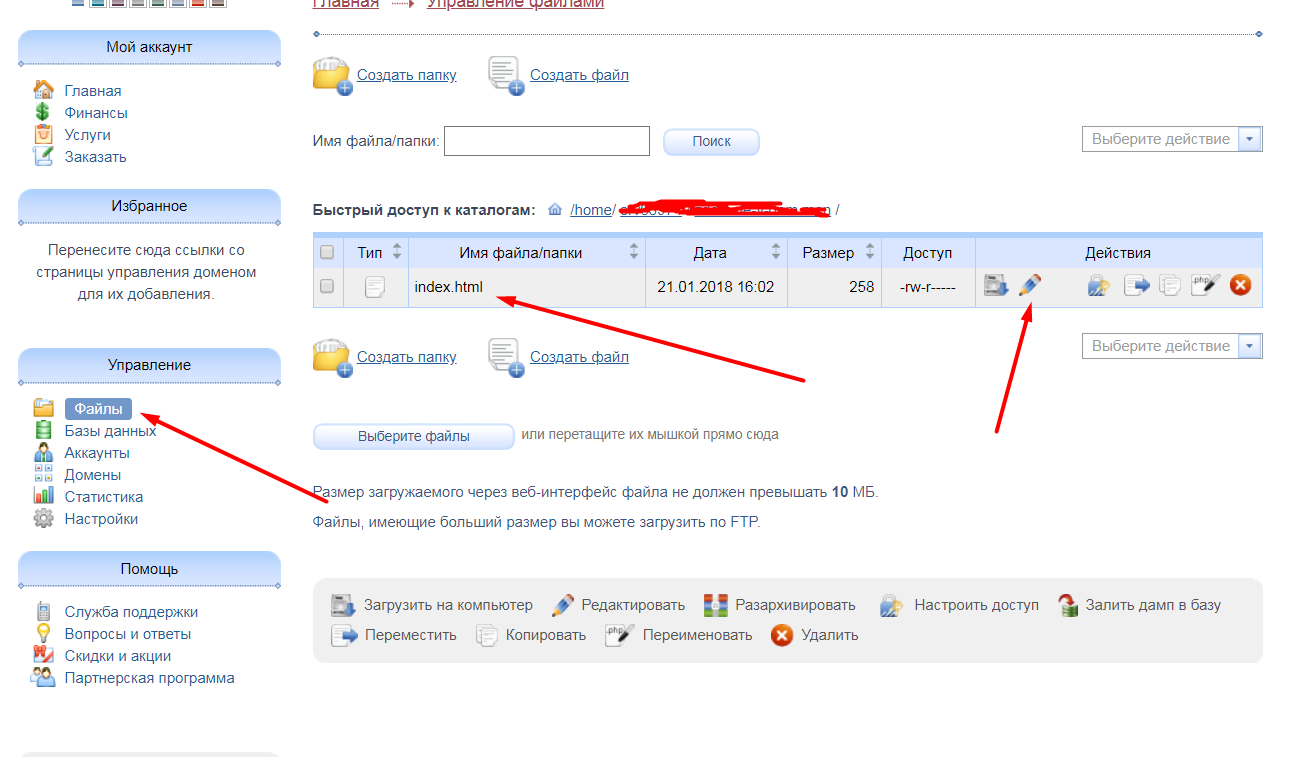 Главная Управление файлами
Мой аккаунт
Главная
Финансы
Услуги
Заказать
Избранное
Перенесите сюда ссылки со
страницы управления доменом
для их добавления.
Управление
Файлы
Базы данных
Аккаунты
Домены
Статистика
Настройки
Помощь
Служба поддержки
Вопросы и ответы
Скидки и акции
Партнерская программа
Создать папку Создать файл
Имя файла/папки: Поиск Выберите действие
Быстрый доступ к каталогам: /home/ /
Тип Имя файла/папки Дата Размер Доступ Действия
index.html 21.01.2018 16:02 258 -rw-r----- php
Создать папку Создать файл Выберите действие
Выберите файлы или перетащите их мышкой прямо сюда
Размер загружаемого через веб-интерфейс файла не должен превышать 10 МБ.
Файлы, имеющие больший размер вы можете загрузить по FTP.
Загрузить на компьютер Редактировать Разархивировать Настроить доступ Залить дамп в базу
Переместить Копировать php Переименовать Удалить